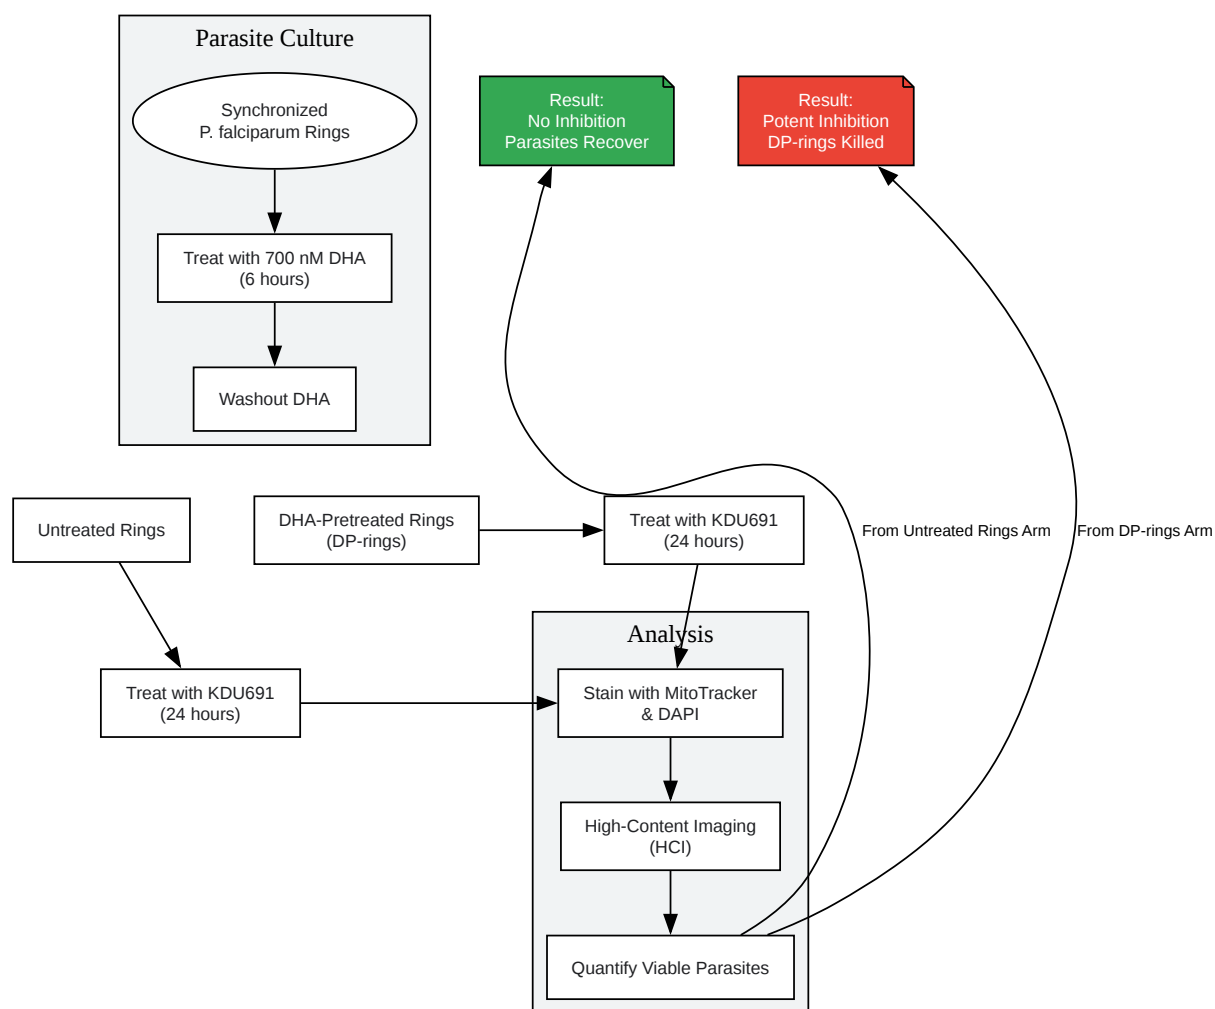 Parasite Culture
Synchronized
P. falciparum Rings
Treat with 700 nM DHA
(6 hours)
Washout DHA
Result:
No Inhibition
Parasites Recover
Result:
Potent Inhibition
DP-rings Killed
Untreated Rings
DHA-Pretreated Rings
(DP-rings)
Treat with KDU691
(24 hours)
From Untreated Rings Arm
From DP-rings Arm
Treat with KDU691
(24 hours)
Analysis
Stain with MitoTracker
& DAPI
High-Content Imaging
(HCI)
Quantify Viable Parasites